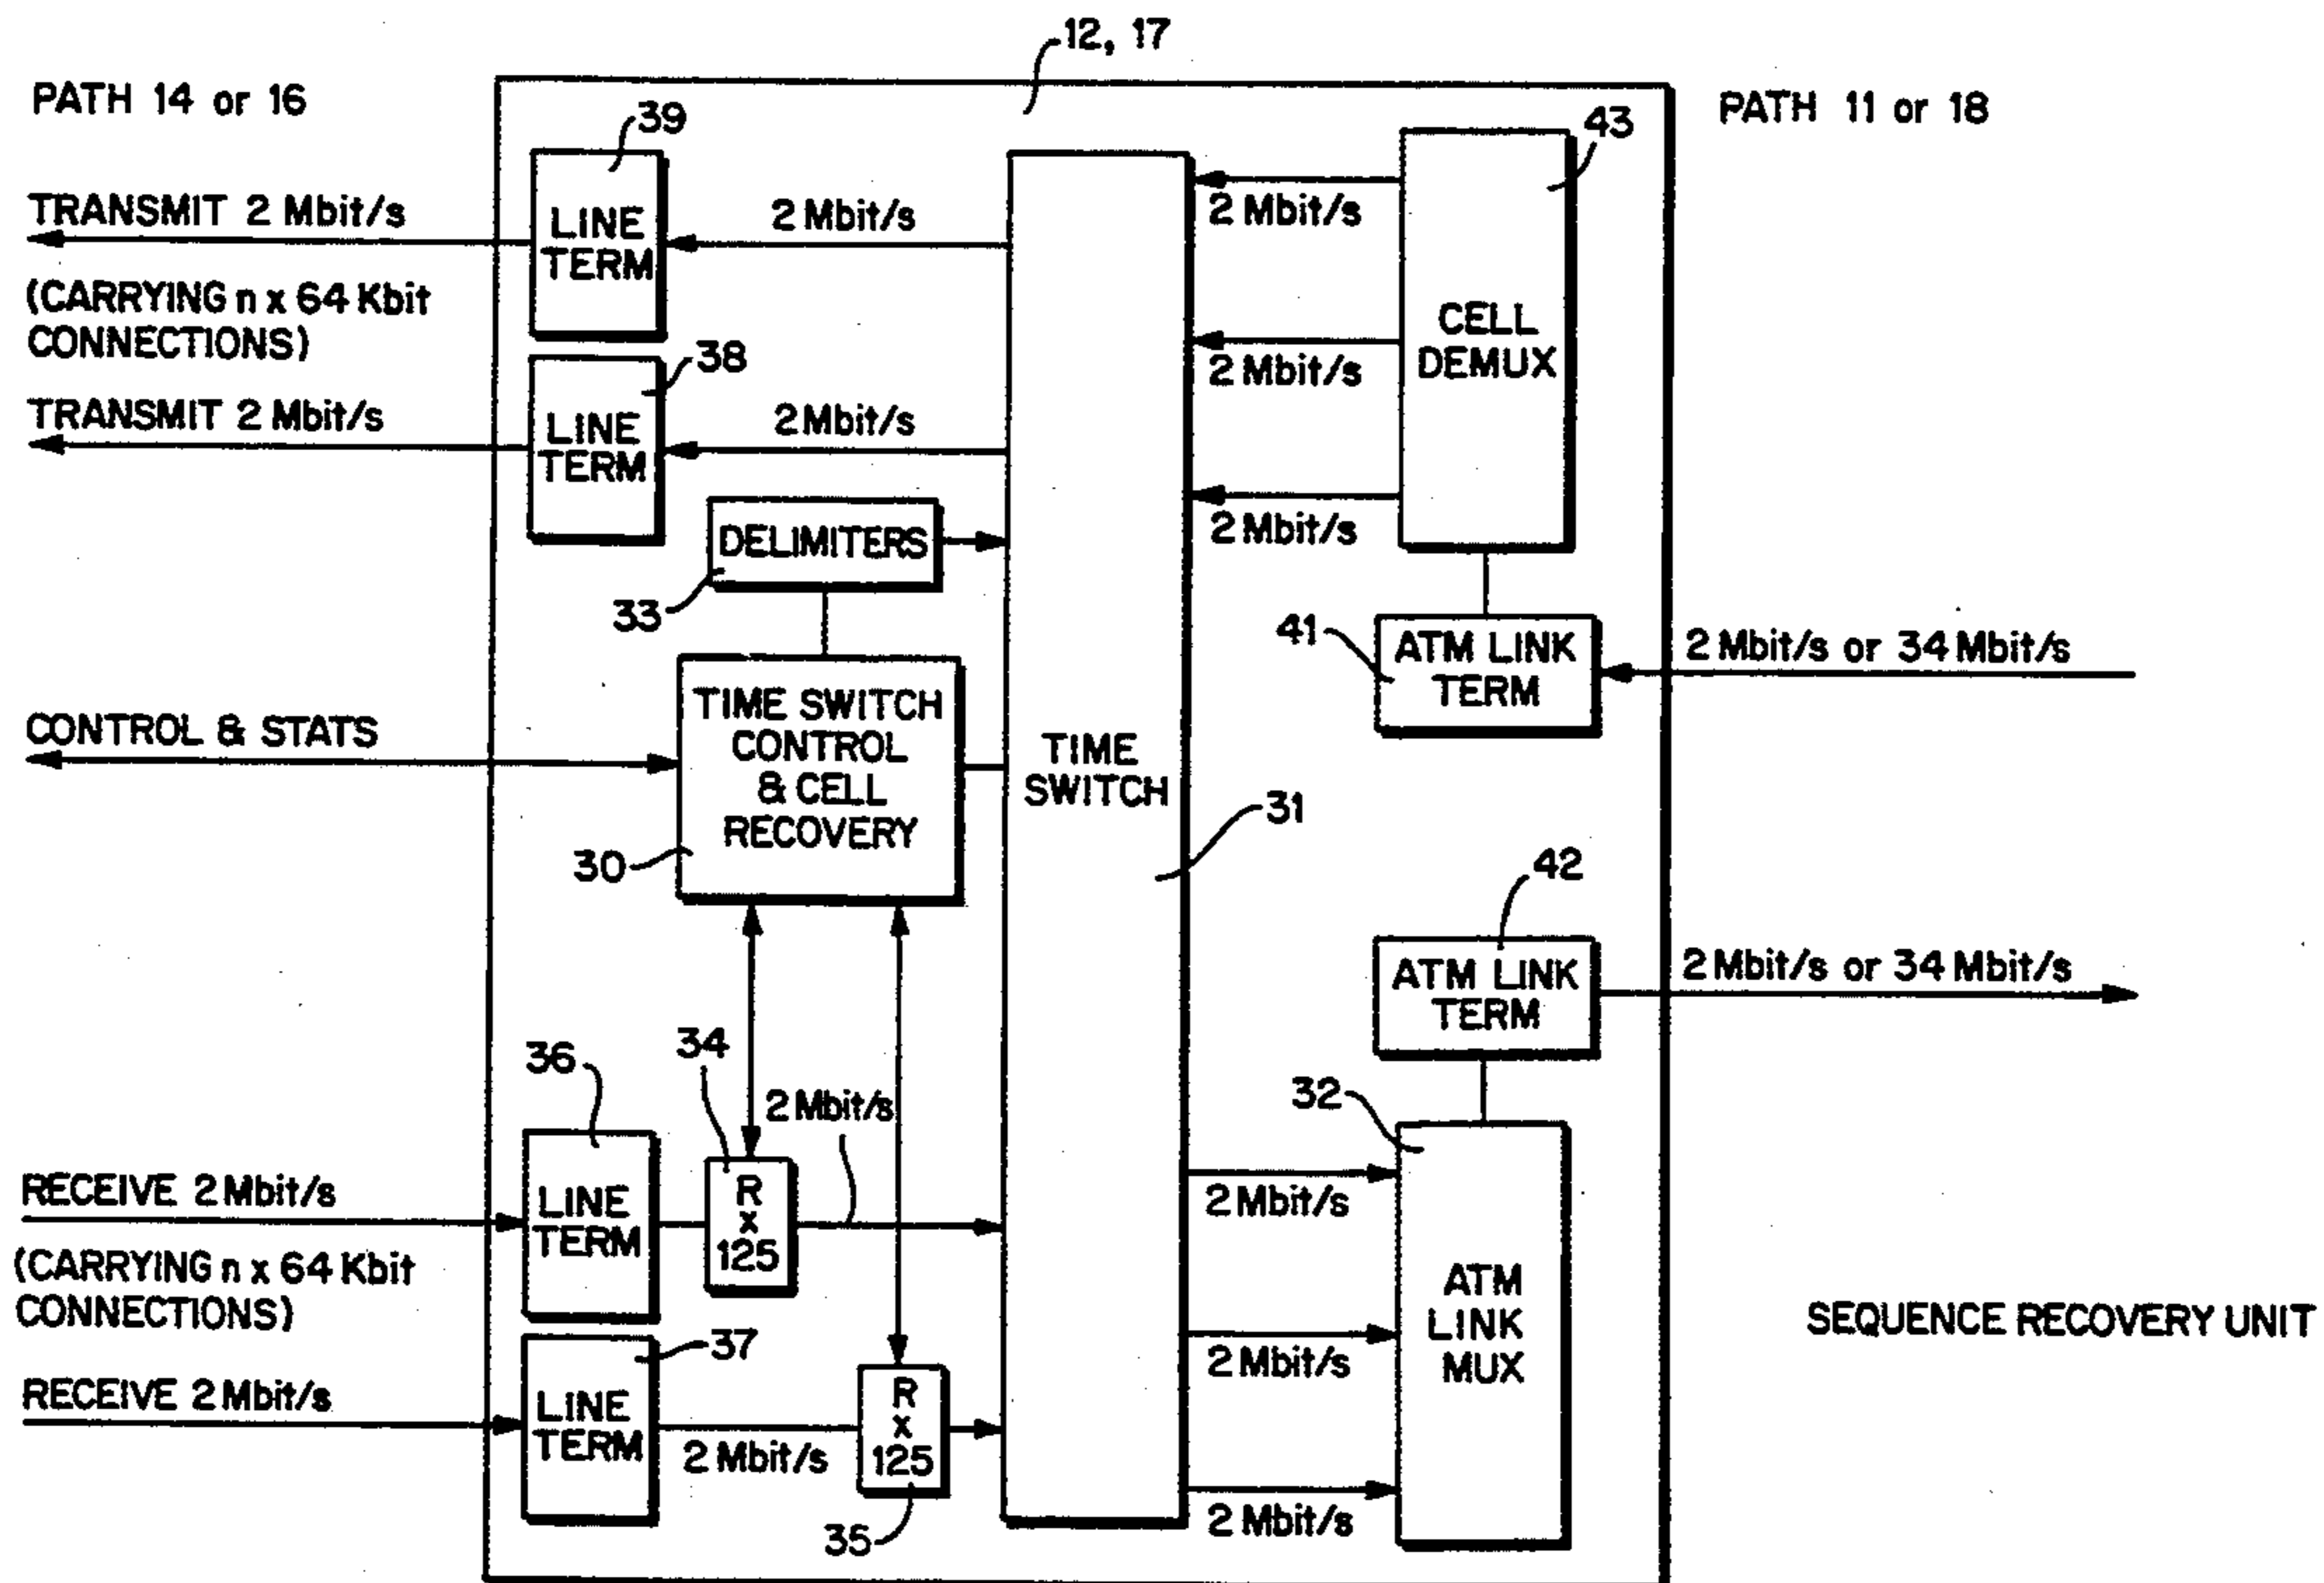 12, 17
PATH 14 or 16
PATH 11 or 18
39
43
TRANSMIT 2 Mbit/s
LINE
TERM
2 Mbit/s
2 Mbit/s
(CARRYING n x 64 Kbit
CONNECTIONS)
CELL
DEMUX
38
2 Mbit/s
TRANSMIT 2 Mbit/s
LINE
TERM
2 Mbit/s
DELIMITERS
2 Mbit/s
33
41
ATM LINK
TERM
2 Mbit/s or 34 Mbit/s
CONTROL & STATS
TIME SWITCH
CONTROL
& CELL
RECOVERY
TIME
SWITCH
31
30
42
ATM LINK
TERM
2 Mbit/s or 34 Mbit/s
36
34
2 Mbit/s
32
RECEIVE 2 Mbit/s
LINE
TERM
R
x
125
2 Mbit/s
(CARRYING n x 64 Kbit
CONNECTIONS)
ATM
LINK
MUX
SEQUENCE RECOVERY UNIT
37
2 Mbit/s
RECEIVE 2 Mbit/s
LINE
TERM
2 Mbit/s
R
x
125
35
2 Mbit/s